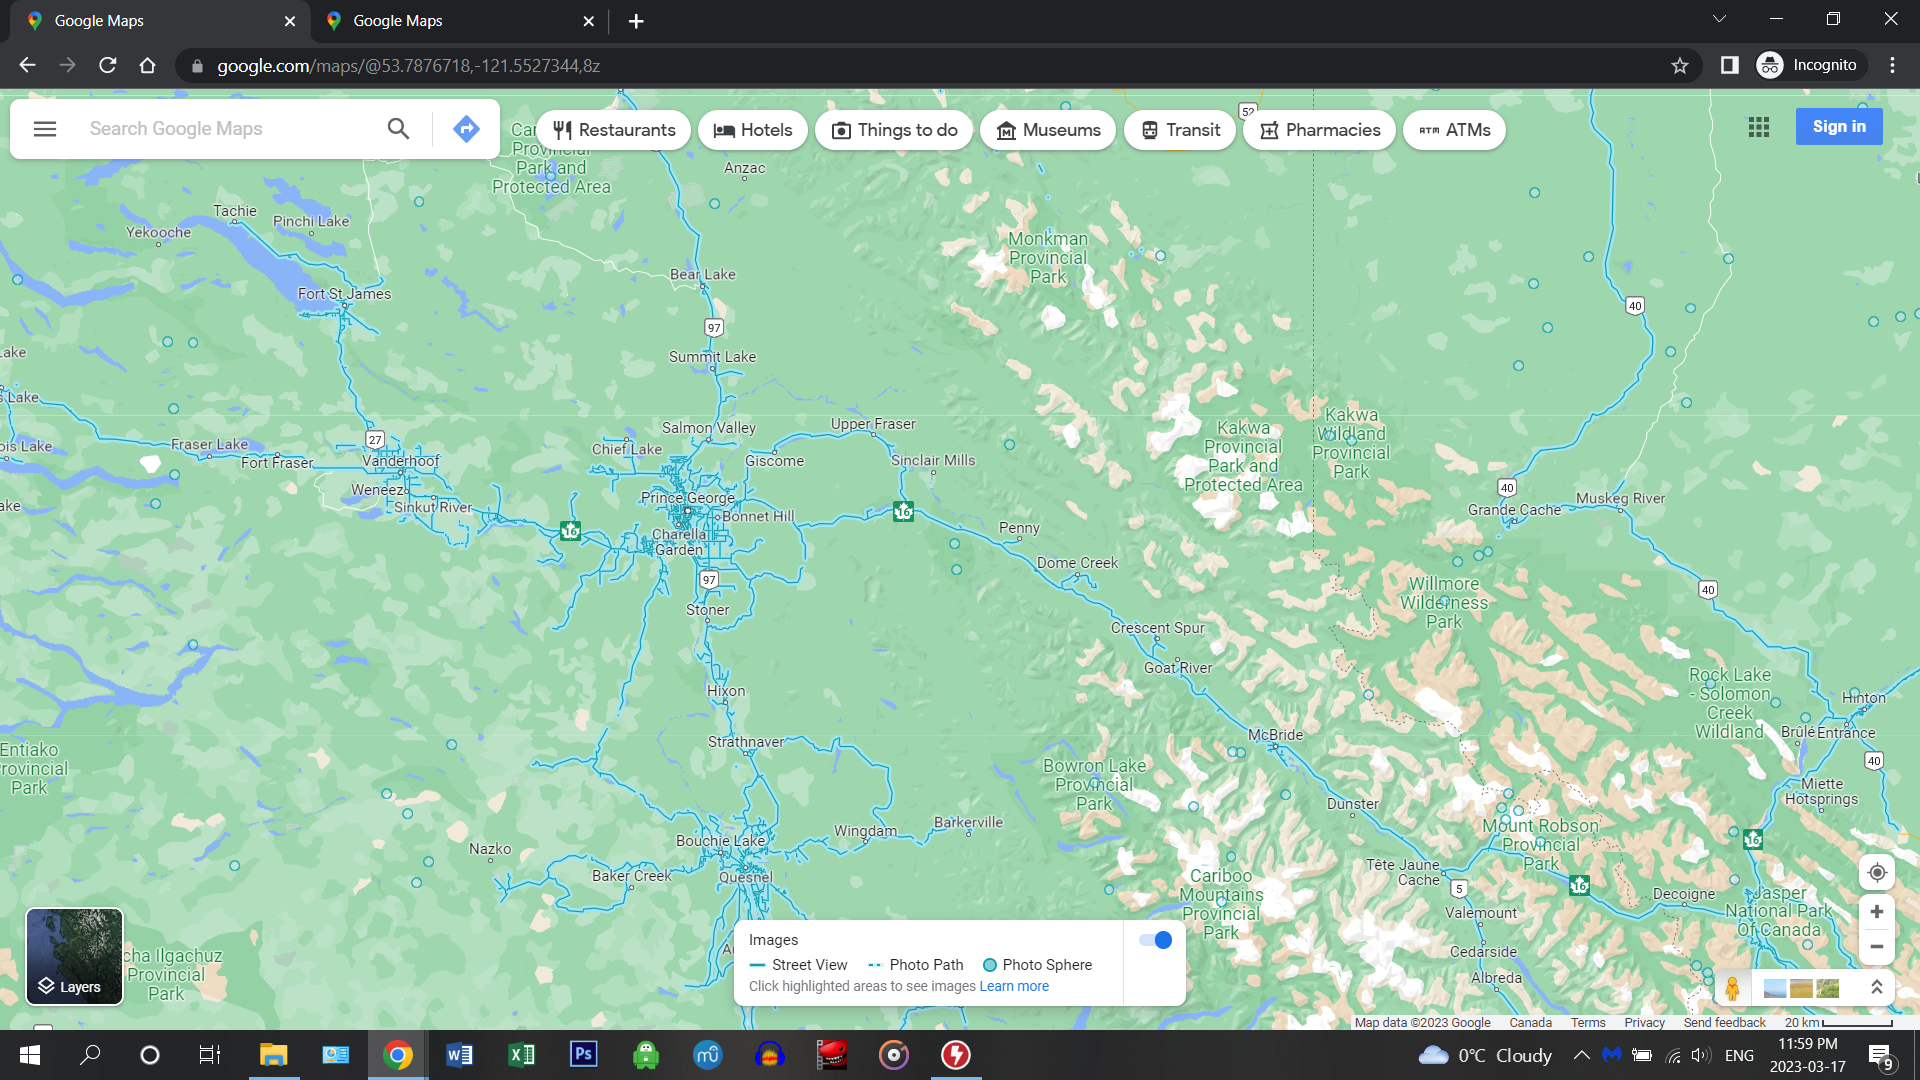 Google Maps
Google Maps
google.com/maps/@53.7876718,-121.5527344,8z
Incognito
Search Google Maps
Restaurants
Hotels
Things to do
Museums
Transit
Pharmacies
ATM
ATMs
Sign in
52
Park and
Protected Area
Anzac
Tachie
Pinchi Lake
Yekooche
Monkman
Provincial
Park
Bear Lake
Fort St James
40
97
Summit Lake
Lake
s Lake
Kakwa
Wildland
Provincial
Park
Kakwa
Provincial
Park and
Protected Area
Upper Fraser
Salmon Valley
27
Fraser Lake
Chief Lake
ois Lake
Fort Fraser
Vanderhoof
Giscome
Sinclair Mills
Weneez
Prince George
40
Muskeg River
Grande Cache
ake
Sinkut River
Bonnet Hill
16
16
Penny
Charella
Garden
Dome Creek
97
Willmore
Wilderness
Park
40
Stoner
Crescent Spur
Goat River
Rock Lake
- Solomon
Creek
Wildland
Hixon
Hinton
Strathnaver
McBride
Brûlé
Entrance
Entiako
rovincial
Park
Bowron Lake
Provincial
Park
40
Miette
Hotsprings
Dunster
Barkerville
Wingdam
Mount Robson
Provincial
Park
16
Bouchie Lake
Nazko
Baker Creek
Quesnel
Tête Jaune
Cache
Cariboo
Mountains
Provincial
Park
5
16
Decoigne
Jasper
National Park
Of Canada
Valemount
Cedarside
Albreda
cha Ilgachuz
Provincial
Park
Layers
Images
Street View
Photo Path
Photo Sphere
Click highlighted areas to see images Learn more
Map data ©2023 Google
Canada
Terms
Privacy
Send feedback
20 km
0°C Cloudy
ENG
11:59 PM
2023-03-17
9